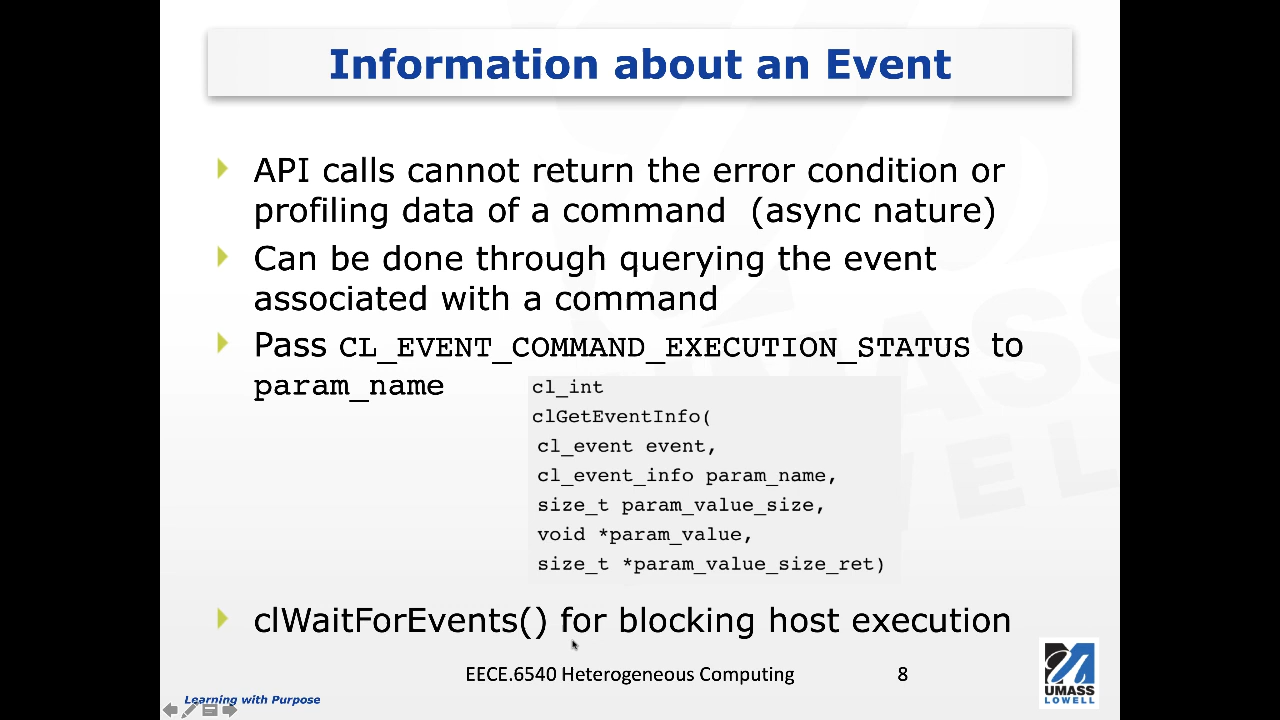 Information about an Event
API calls cannot return the error condition or
profiling data of a command (async nature)
Can be done through querying the event
associated with a command
Pass CL_EVENT_COMMAND_EXECUTION_STATUS to
param_name
cl_int
clGetEventInfo(
cl_event event,
cl_event_info param_name,
size_t param_value_size,
void *param_value,
size_t *param_value_size_ret)
clWaitForEvents() for blocking host execution
EECE.6540 Heterogeneous Computing 8
UMASS
LOWELL
Learning with Purpose